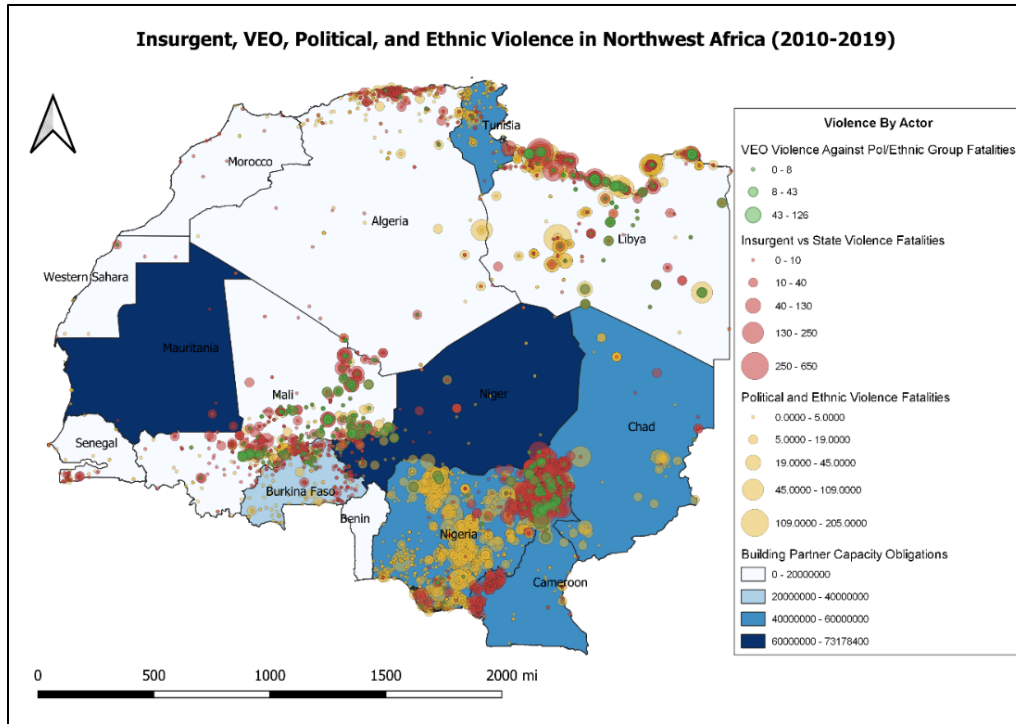 Insurgent, VEO, Political, and Ethnic Violence in Northwest Africa (2010-2019)
Tunisia
Morocco
Algeria
Libya
Western Sahara
Mauritania
Mali
Niger
Chad
Senegal
Burkina Faso
Benin
Nigeria
Cameroon
Violence By Actor
VEO Violence Against Pol/Ethnic Group Fatalities
0 - 8
8 - 43
43 - 126
Insurgent vs State Violence Fatalities
0 - 10
10 - 40
40 - 130
130 - 250
250 - 650
Political and Ethnic Violence Fatalities
0.0000 - 5.0000
5.0000 - 19.0000
19.0000 - 45.0000
45.0000 - 109.0000
109.0000 - 205.0000
Building Partner Capacity Obligations
0 - 20000000
20000000 - 40000000
40000000 - 60000000
60000000 - 73178400
0 500 1000 1500 2000 mi